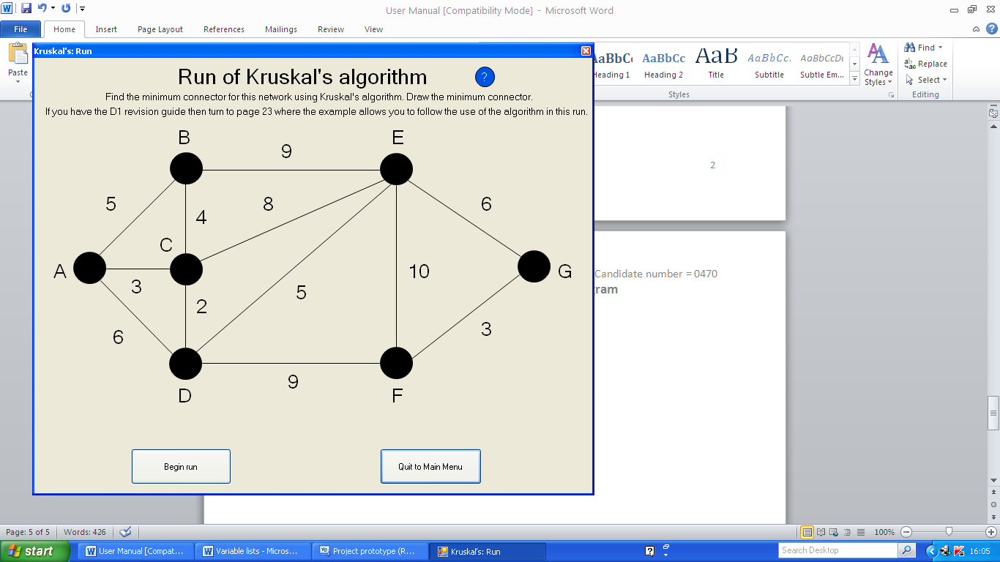 User Manual [Compatibility Mode] - Microsoft Word
File Home Insert Page Layout References Mailings Review View
Paste
Kruskal's: Run
AaBbCc AaB AaBbCc. AaBbCcDc
Heading 1 Heading 2 Title Subtitle Subtle Em...
Change Styles
Styles
Find
Replace
Select
Editing
Run of Kruskal's algorithm ?
Find the minimum connector for this network using Kruskal's algorithm. Draw the minimum connector.
If you have the D1 revision guide then turn to page 23 where the example allows you to follow the use of the algorithm in this run.
B E
9
5 8 6
4
C
A 3 10 G
5
2
6 3
9
D F
Begin run Quit to Main Menu
2
Candidate number = 0470
Page: 5 of 5 Words: 426 100%
start User Manual [Compat... Variable lists - Micros... Project prototype (R... Kruskal's: Run Search Desktop 16:05